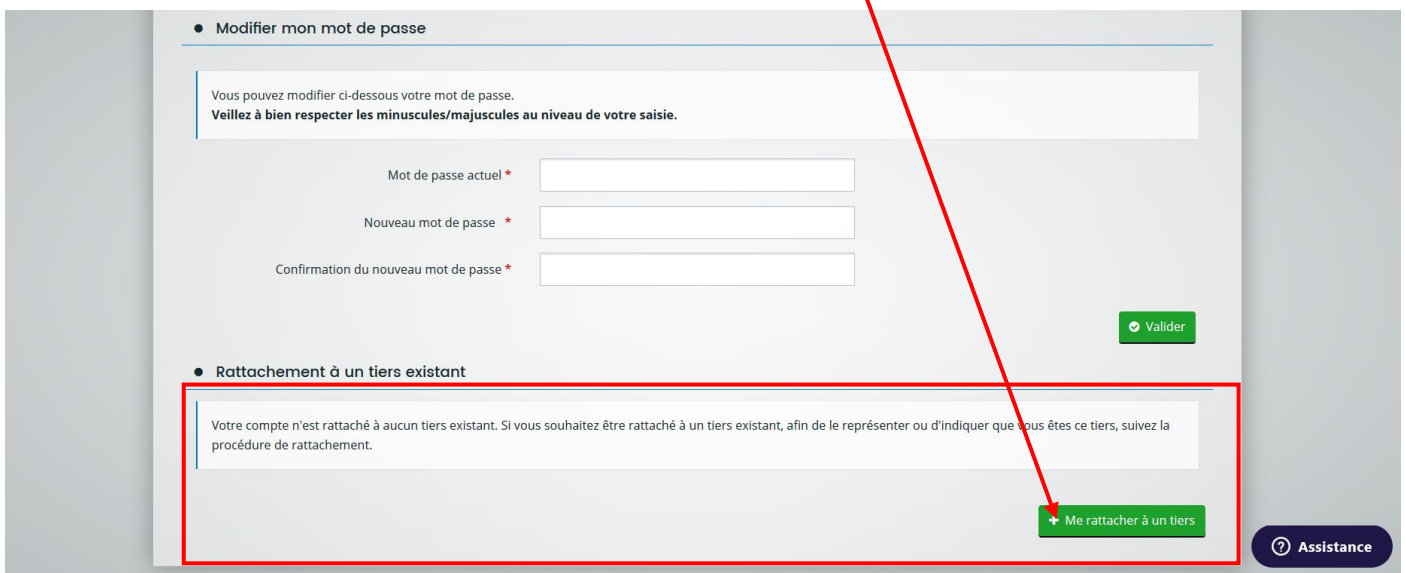 Modifier mon mot de passe
Vous pouvez modifier ci-dessous votre mot de passe.
Veillez à bien respecter les minuscules/majuscules au niveau de votre saisie.
Mot de passe actuel *
Nouveau mot de passe *
Confirmation du nouveau mot de passe *
Valider
Rattachement à un tiers existant
Votre compte n'est rattaché à aucun tiers existant. Si vous souhaitez être rattaché à un tiers existant, afin de le représenter ou d'indiquer que vous êtes ce tiers, suivez la
procédure de rattachement.
+ Me rattacher à un tiers
? Assistance